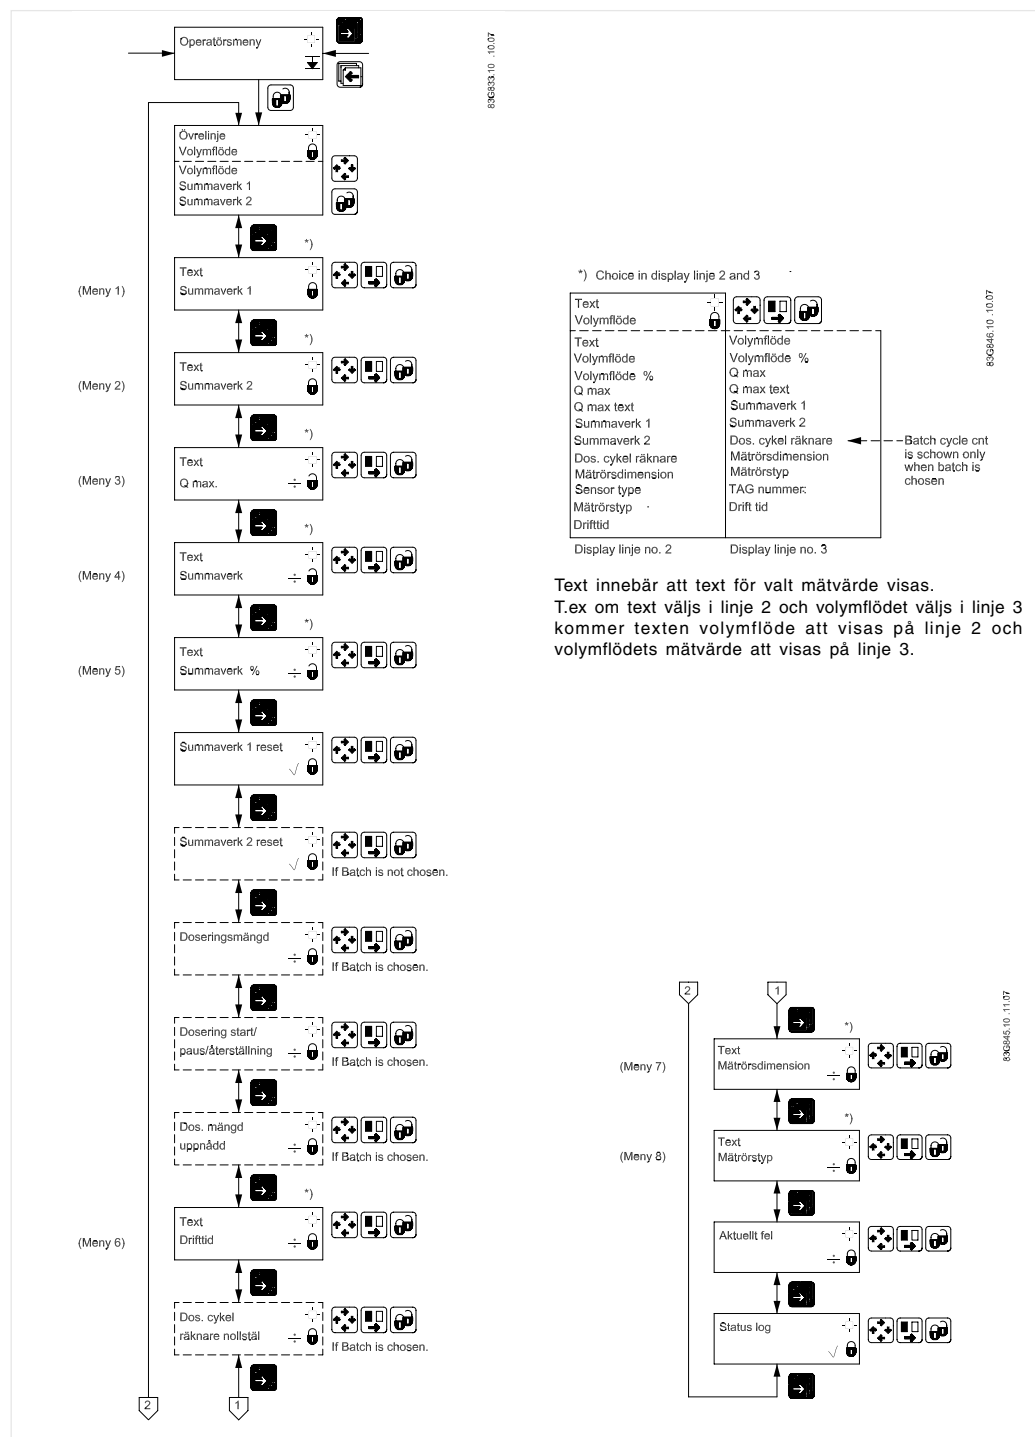 Operatörsmeny
83G833.10 .10.07
Övrelinje
Volymflöde
Volymflöde
Summaverk 1
Summaverk 2
*)
(Meny 1)
Text
Summaverk 1
*)
(Meny 2)
Text
Summaverk 2
*)
(Meny 3)
Text
Q max.
*)
(Meny 4)
Text
Summaverk
*)
(Meny 5)
Text
Summaverk %
Summaverk 1 reset
Summaverk 2 reset
If Batch is not chosen.
Doseringsmängd
If Batch is chosen.
Dosering start/
paus/återställning
If Batch is chosen.
Dos. mängd
uppnådd
If Batch is chosen.
*)
(Meny 6)
Text
Drifttid
Dos. cykel
räknare nollstäl
If Batch is chosen.
2
1
*) Choice in display linje 2 and 3
83G846.10 .10.07
Text
Volymflöde
Text
Volymflöde
Volymflöde %
Q max
Q max text
Summaverk 1
Summaverk 2
Dos. cykel räknare
Mätrörsdimension
Sensor type
Mätrörstyp
Drifttid
Volymflöde
Volymflöde %
Q max
Q max text
Summaverk 1
Summaverk 2
Dos. cykel räknare
Mätrörsdimension
Mätrörstyp
TAG nummer:
Drift tid
Batch cycle cnt
is schown only
when batch is
chosen
Display linje no. 2
Display linje no. 3
Text innebär att text för valt mätvärde visas.
T.ex om text väljs i linje 2 och volymflödet väljs i linje 3
kommer texten volymflöde att visas på linje 2 och
volymflödets mätvärde att visas på linje 3.
2
1
83G845.10 .11.07
*)
(Meny 7)
Text
Mätrörsdimension
*)
(Meny 8)
Text
Mätrörstyp
Aktuellt fel
Status log